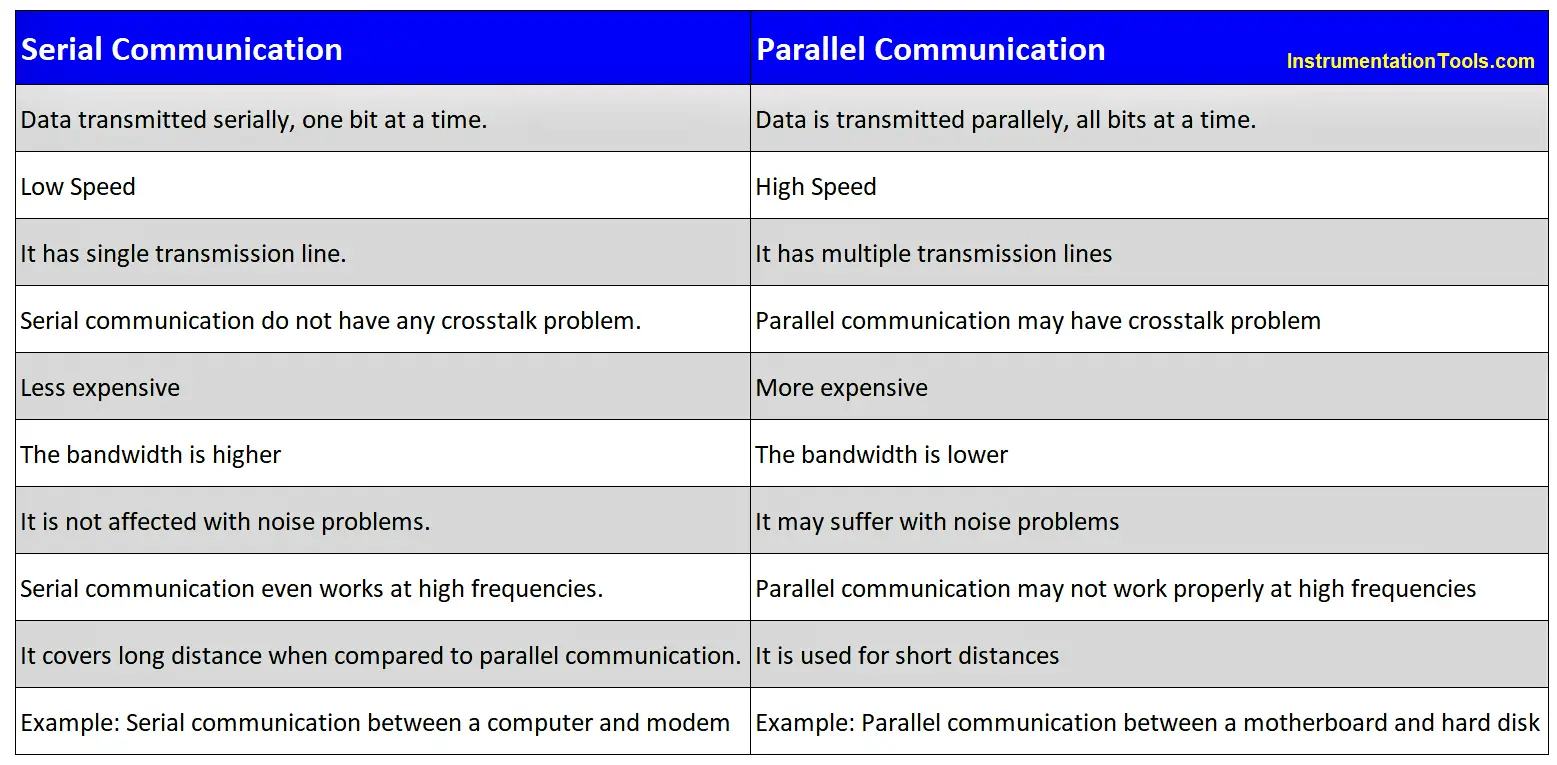 Serial Communication
Parallel Communication
InstrumentationTools.com
Data transmitted serially, one bit at a time.
Data is transmitted parallely, all bits at a time.
Low Speed
High Speed
It has single transmission line.
It has multiple transmission lines
Serial communication do not have any crosstalk problem.
Parallel communication may have crosstalk problem
Less expensive
More expensive
The bandwidth is higher
The bandwidth is lower
It is not affected with noise problems.
It may suffer with noise problems
Serial communication even works at high frequencies.
Parallel communication may not work properly at high frequencies
It covers long distance when compared to parallel communication.
It is used for short distances
Example: Serial communication between a computer and modem
Example: Parallel communication between a motherboard and hard disk